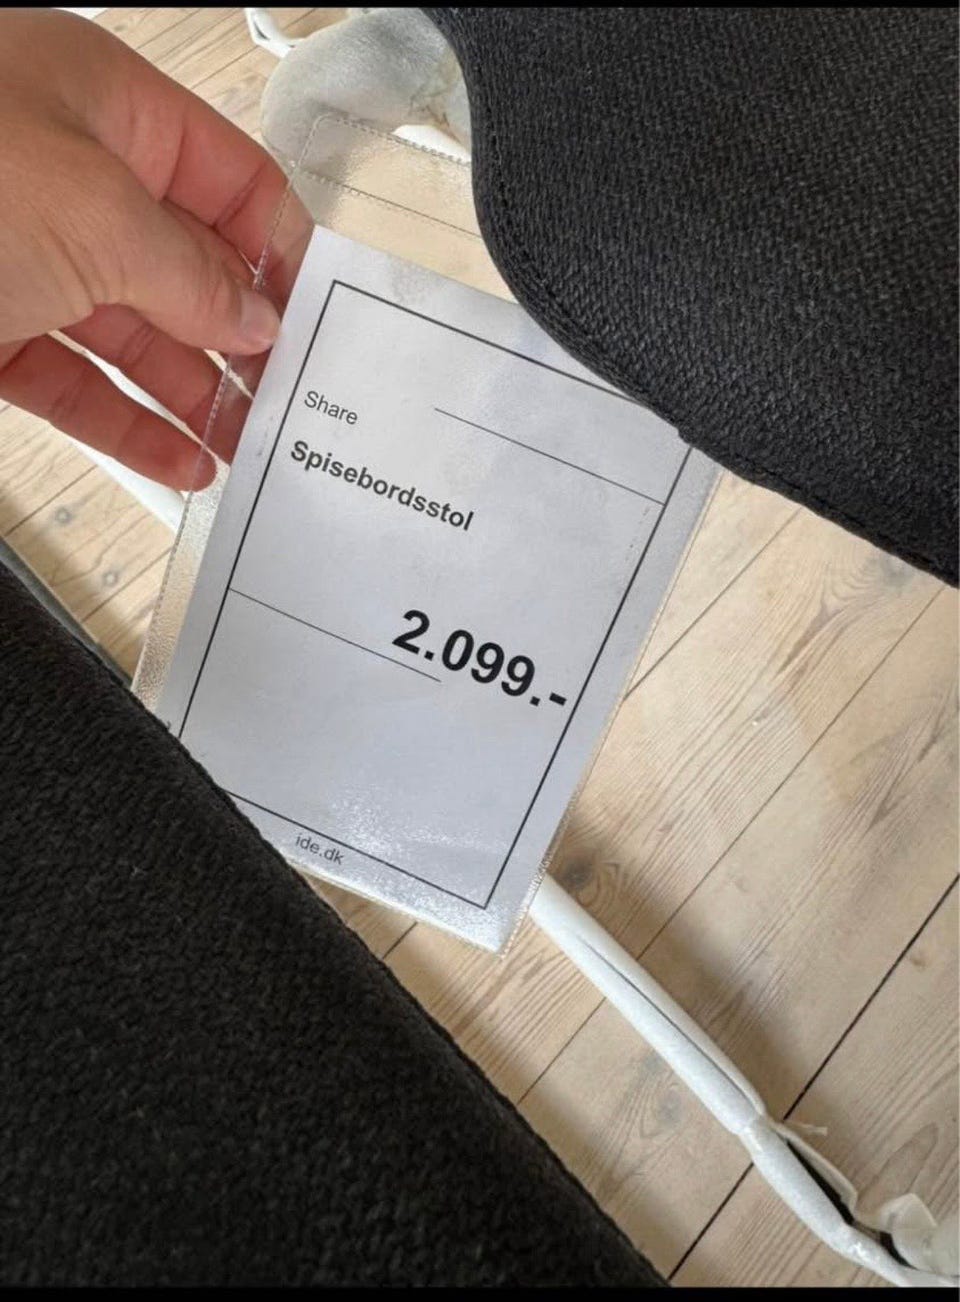 Share
Spisebordsstol
2.099.-
ide.dk